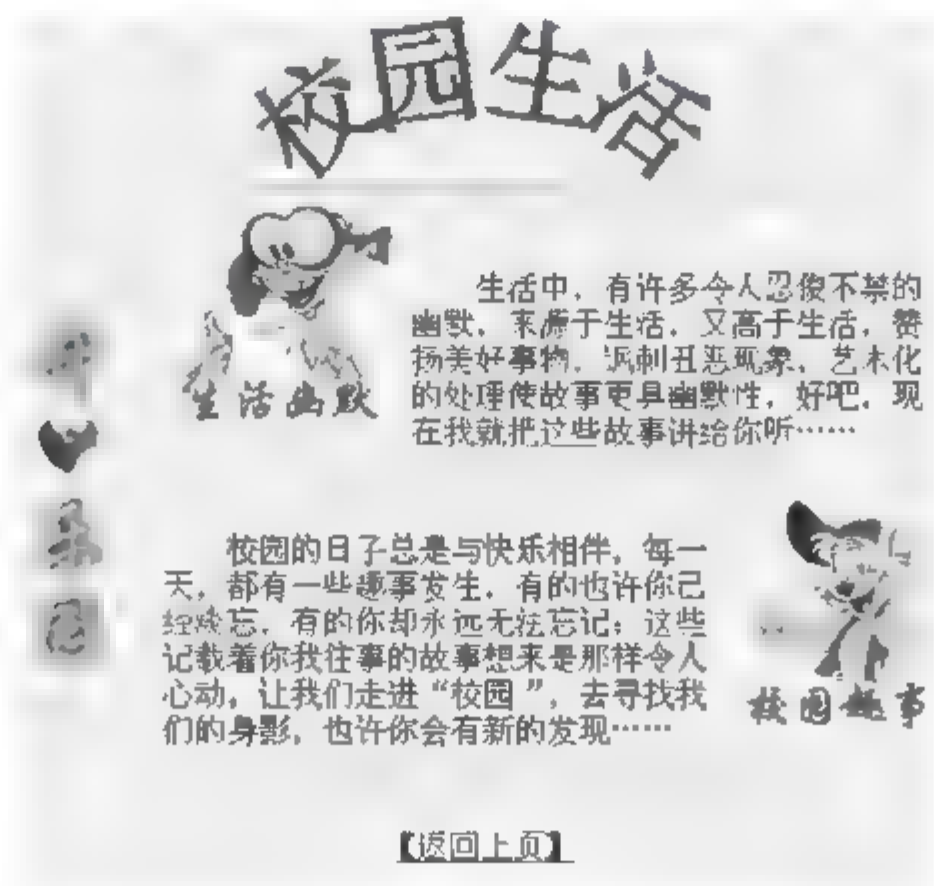 校园生活
生活中，有许多令人忍俊不禁的
幽默，来源于生活，又高于生活，赞
扬美好事物，讽刺丑恶现象，艺术化
的处理使故事更具幽默性，好吧，现
在我就把这些故事讲给你听……
生活幽默
开心乐园
校园的日子总是与快乐相伴，每一
天，都有一些趣事发生，有的也许你已
经淡忘，有的你却永远无法忘记；这些
记载着你我往事的故事想来是那样令人
心动，让我们走进“校园”，去寻找我
们的身影，也许你会有新的发现……
校园趣事
【返回上页】